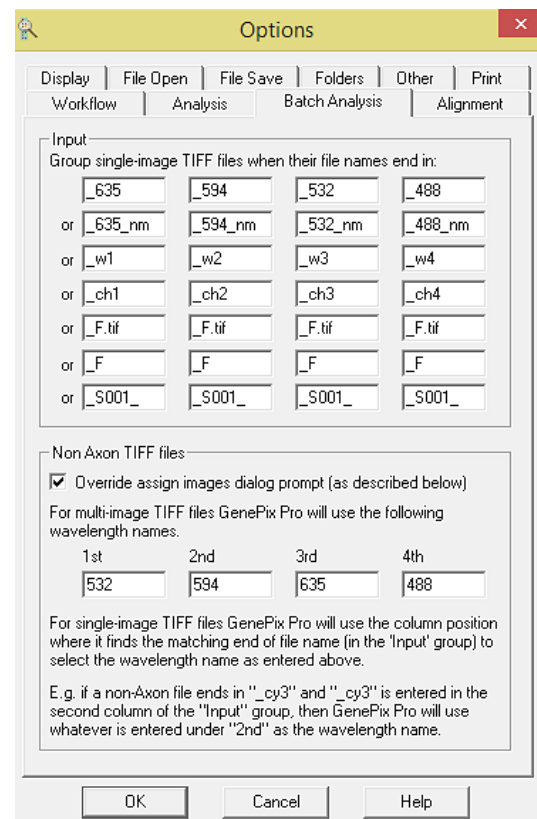 Options
Display File Open File Save Folders Other Print
Workflow Analysis Batch Analysis Alignment
Input
Group single-image TIFF files when their file names end in:
_635 _594 _532 _488
or _635_nm _594_nm _532_nm _488_nm
or _w1 _w2 _w3 _w4
or _ch1 _ch2 _ch3 _ch4
or _F.tif _F.tif _F.tif _F.tif
or _F _F _F _F
or _S001_ _S001_ _S001_ _S001_
Non Axon TIFF files
Override assign images dialog prompt (as described below)
For multi-image TIFF files GenePix Pro will use the following
wavelength names.
1st 2nd 3rd 4th
532 594 635 488
For single-image TIFF files GenePix Pro will use the column position
where it finds the matching end of file name (in the 'Input' group) to
select the wavelength name as entered above.
E.g. if a non-Axon file ends in "_cy3" and "_cy3" is entered in the
second column of the "Input" group, then GenePix Pro will use
whatever is entered under "2nd" as the wavelength name.
OK Cancel Help